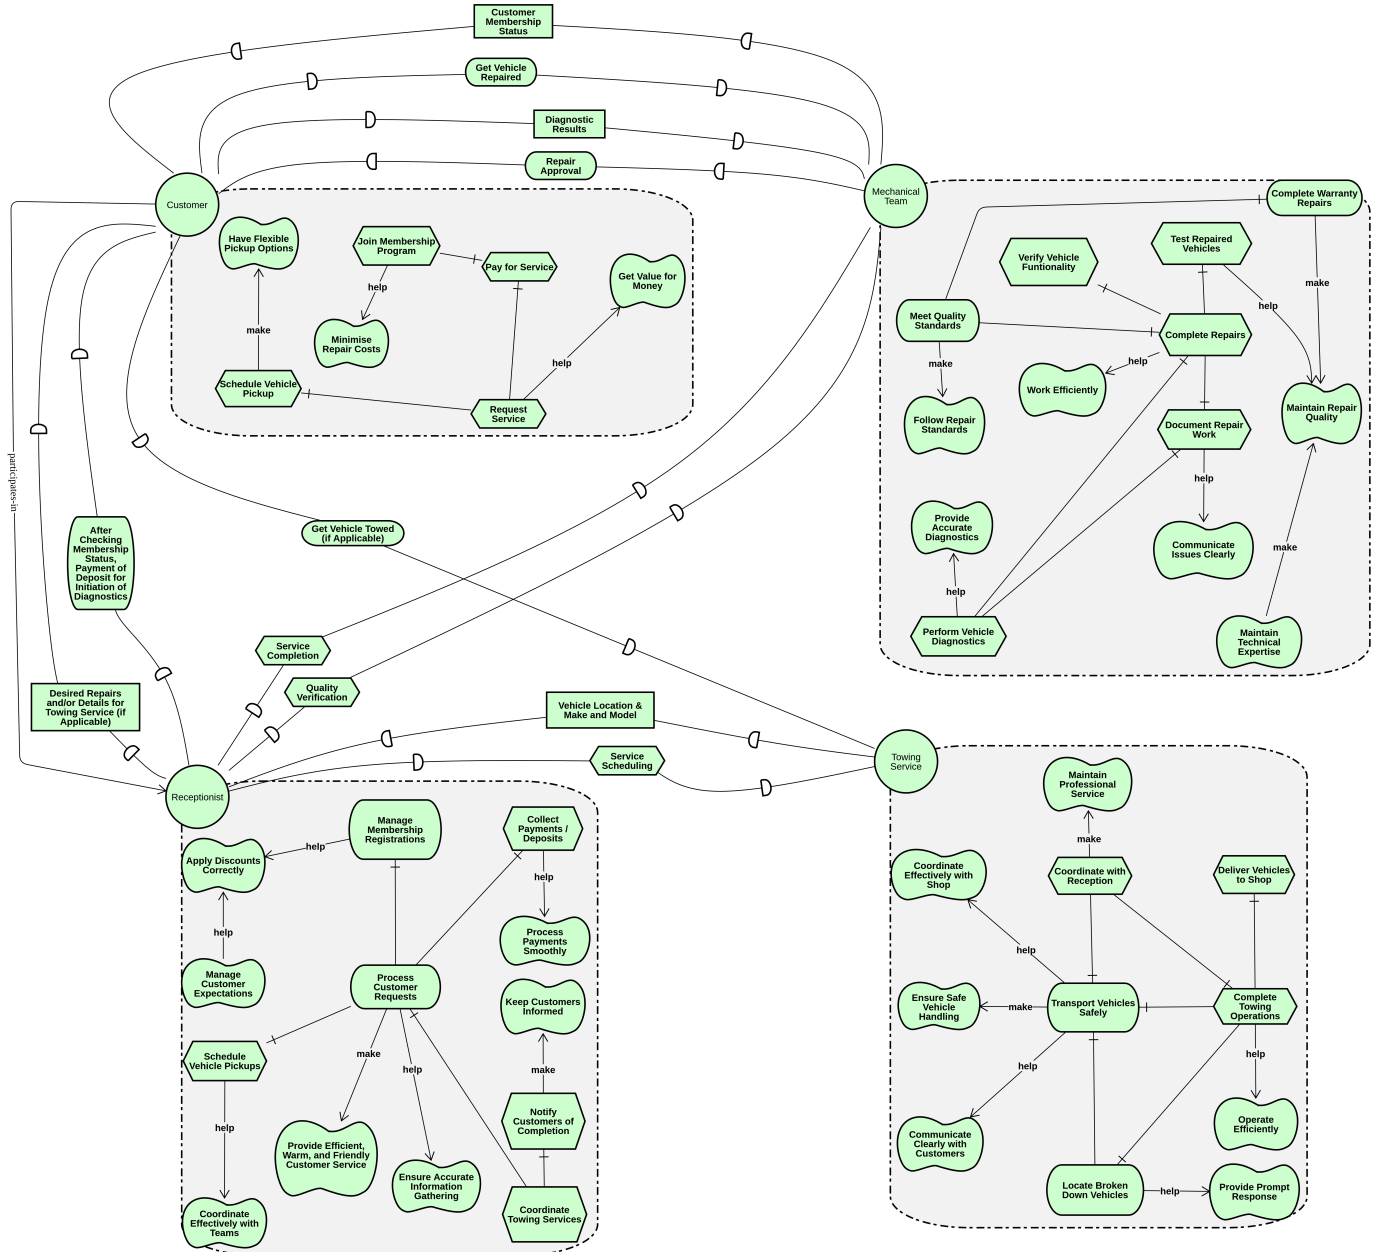 Customer
Membership
Status
Get Vehicle
Repaired
Diagnostic
Results
Repair
Approval
Customer
Mechanical
Team
Have Flexible
Pickup Options
Join Membership
Program
Pay for Service
Get Value for
Money
help
make
Minimise
Repair Costs
help
Schedule Vehicle
Pickup
Request
Service
Complete Warranty
Repairs
Test Repaired
Vehicles
Verify Vehicle
Funtionality
make
help
Meet Quality
Standards
Complete Repairs
make
help
Work Efficiently
Maintain Repair
Quality
Follow Repair
Standards
Document Repair
Work
help
Provide
Accurate
Diagnostics
Communicate
Issues Clearly
make
help
Perform Vehicle
Diagnostics
Maintain
Technical
Expertise
participates-in
After
Checking
Membership
Status,
Payment of
Deposit for
Initiation of
Diagnostics
Get Vehicle Towed
(if Applicable)
Service
Completion
Quality
Verification
Desired Repairs
and/or Details for
Towing Service (if
Applicable)
Vehicle Location &
Make and Model
Service
Scheduling
Receptionist
Towing
Service
Manage
Membership
Registrations
Collect
Payments /
Deposits
help
Apply Discounts
Correctly
help
help
Process
Payments
Smoothly
Manage
Customer
Expectations
Process
Customer
Requests
Keep Customers
Informed
Schedule
Vehicle Pickups
make
help
make
help
Notify
Customers of
Completion
Provide Efficient,
Warm, and Friendly
Customer Service
Ensure Accurate
Information
Gathering
Coordinate
Effectively with
Teams
Coordinate
Towing Services
Maintain
Professional
Service
make
Coordinate
Effectively with
Shop
Coordinate with
Reception
Deliver Vehicles
to Shop
help
Ensure Safe
Vehicle
Handling
make
Transport Vehicles
Safely
Complete
Towing
Operations
help
help
Communicate
Clearly with
Customers
Operate
Efficiently
Locate Broken
Down Vehicles
help
Provide Prompt
Response